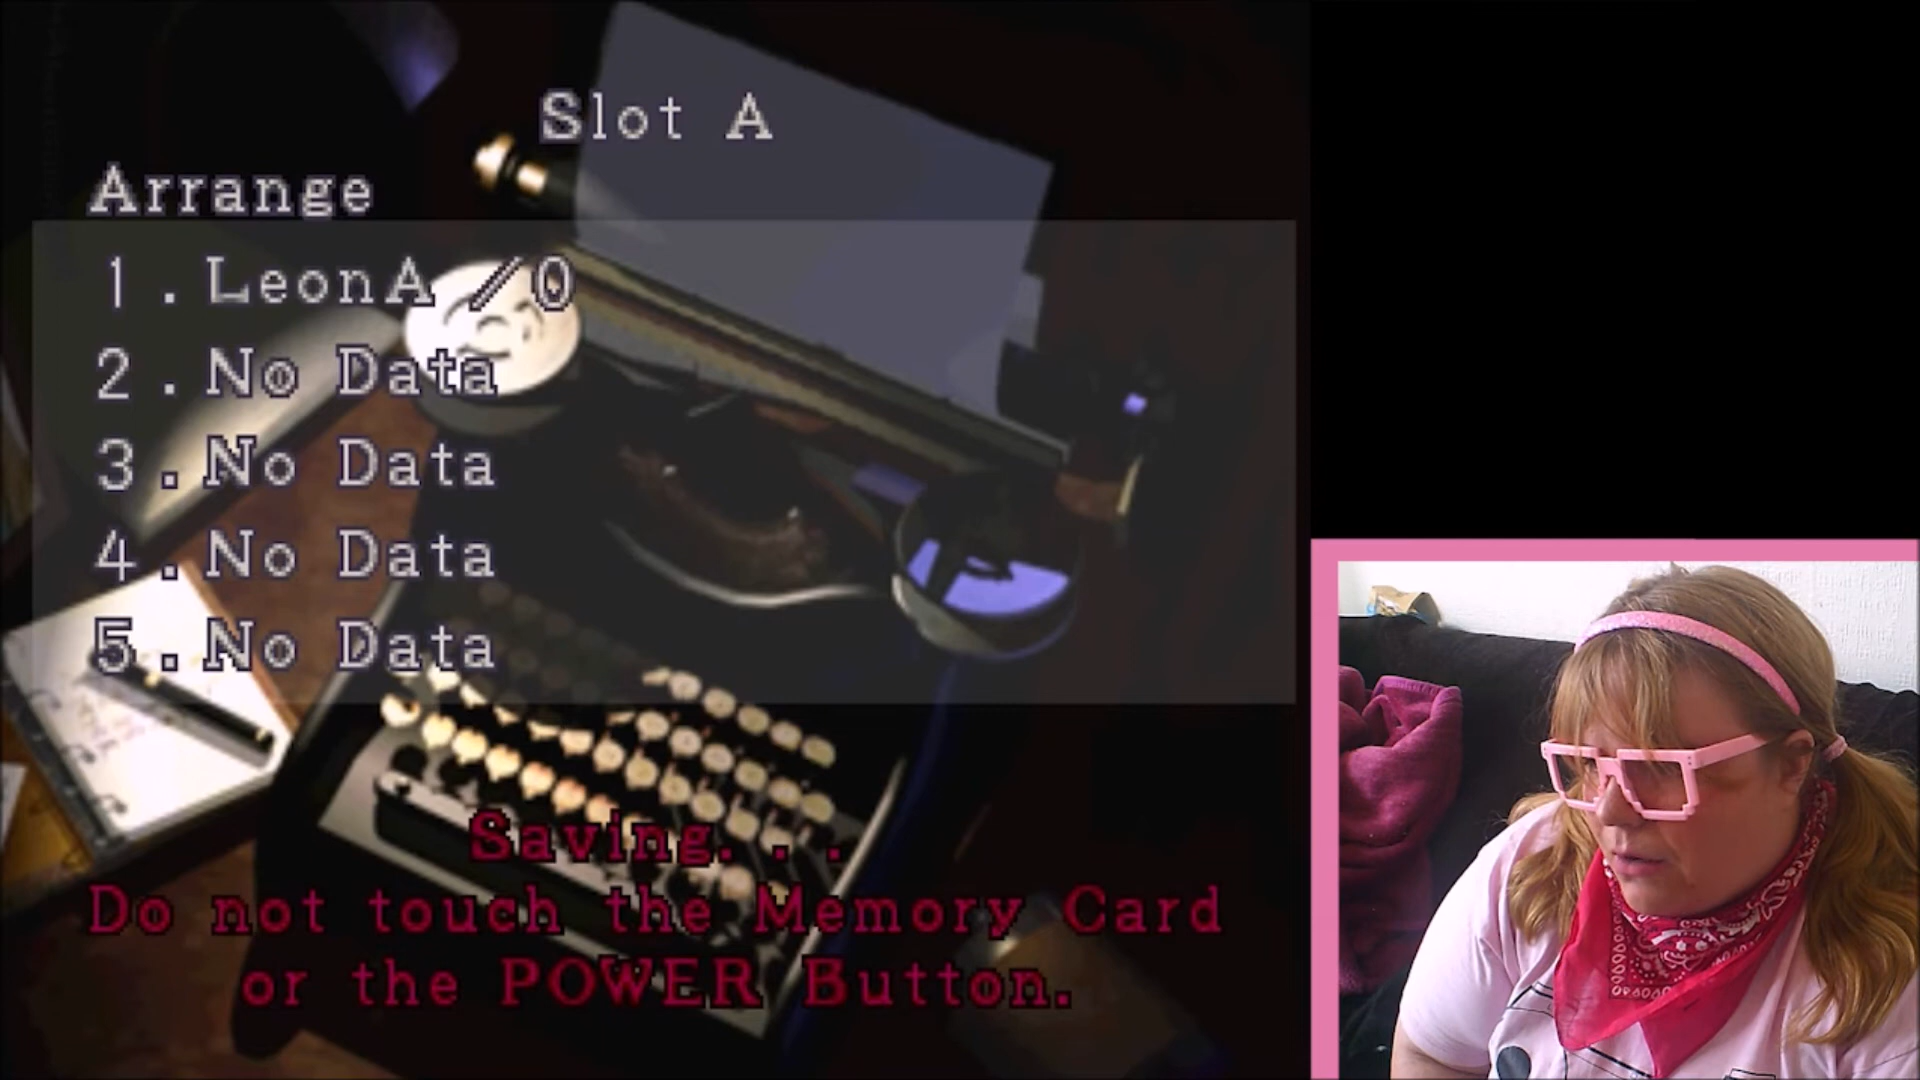 Slot A
Arrange
1. LeonA /0
2. No Data
3. No Data
4. No Data
5. No Data
Saving. . .
Do not touch the Memory Card
or the POWER Button.